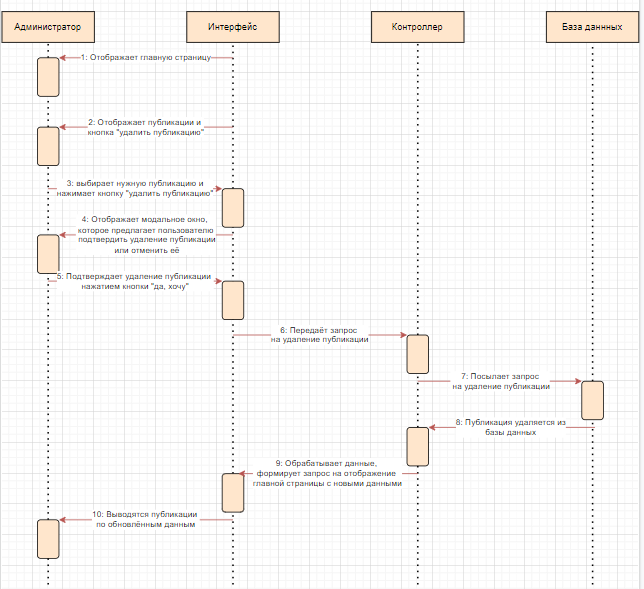 Администратор
Интерфейс
Контроллер
База даннных
1: Отображает главную страницу
2: Отображает публикации и
кнопка "удалить публикацию"
3: выбирает нужную публикацию и
нажимает кнопку "удалить публикацию"
4: Отображает модальное окно,
которое предлагает пользователю
подтвердить удаление публикации
или отменить её
5: Подтверждает удаление публикации
нажатием кнопки "да, хочу"
6: Передаёт запрос
на удаление публикации
7: Посылает запрос
на удаление публикации
8: Публикация удаляется из
базы данных
9: Обрабатывает данные,
формирует запрос на отображение
главной страницы с новыми данными
10: Выводятся публикации
по обновлённым данным